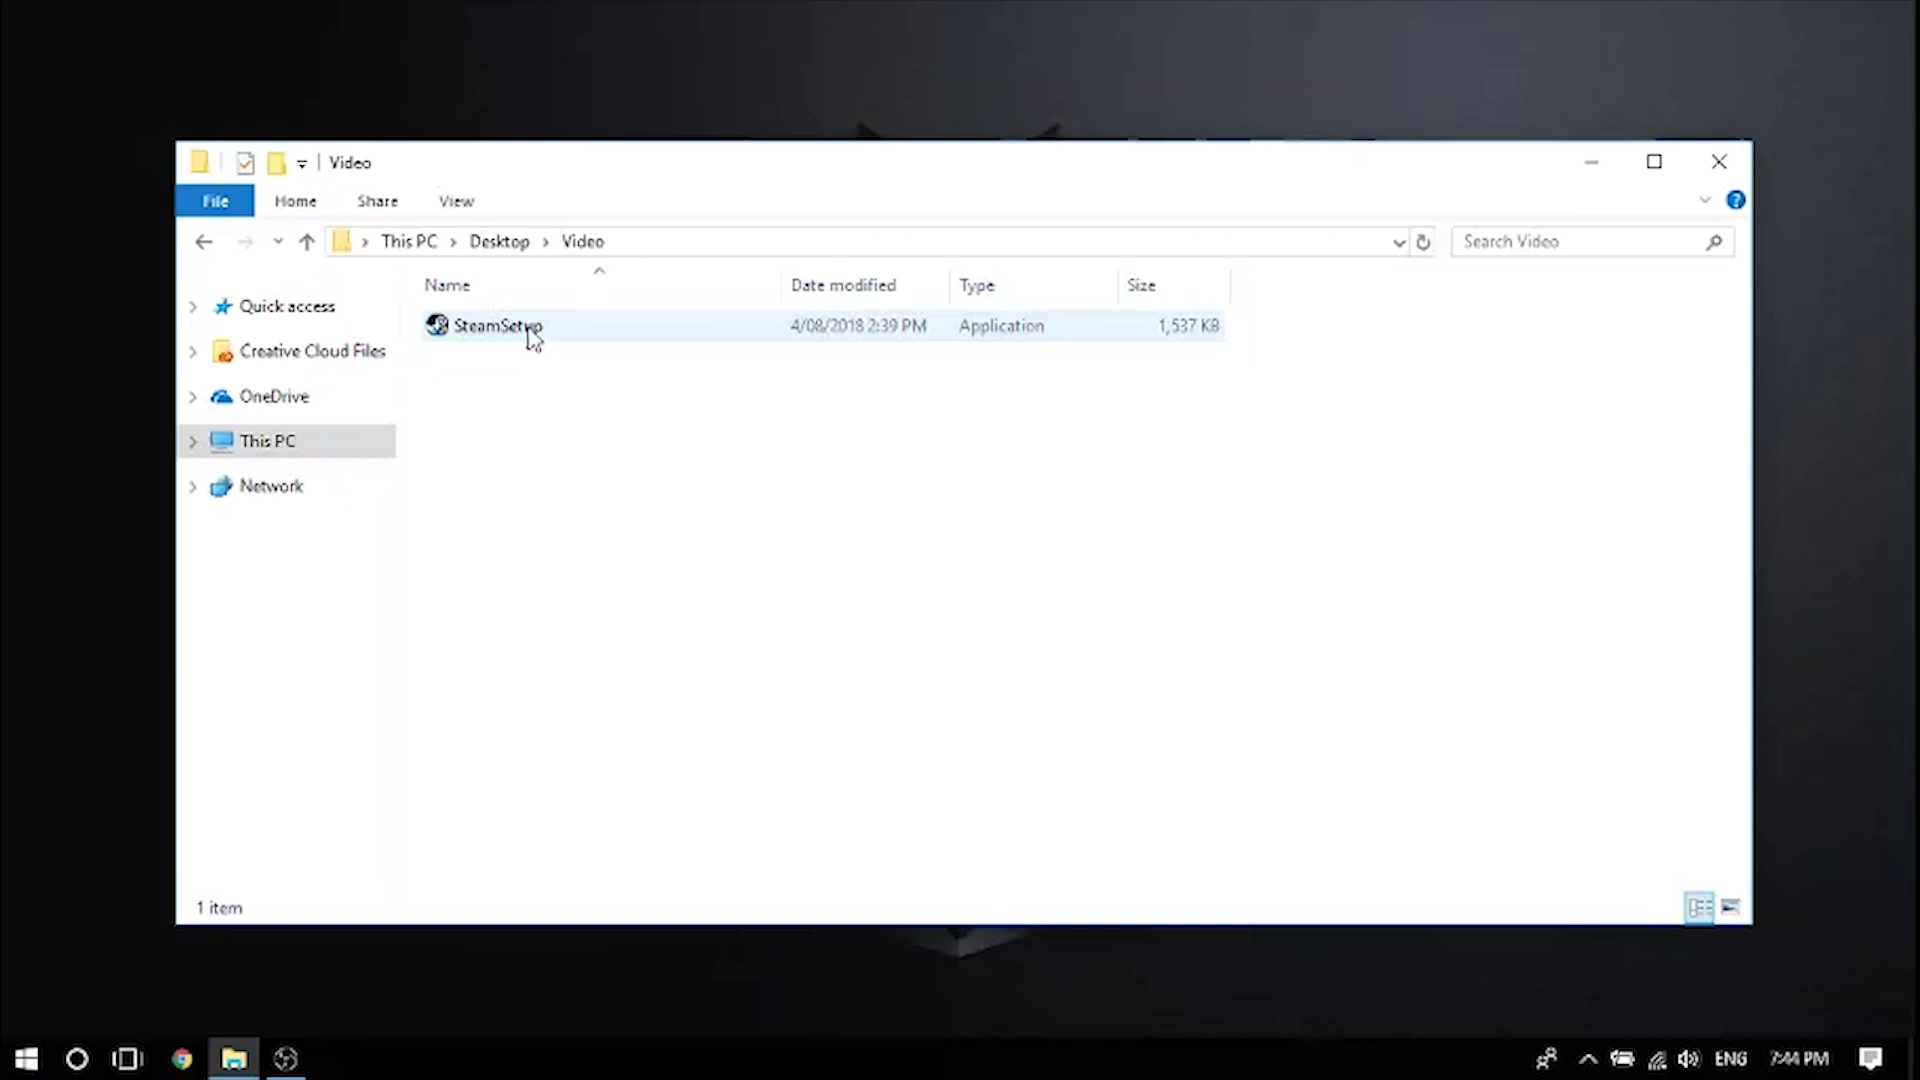 Video
File Home Share View
This PC Desktop Video Search Video
Name Date modified Type Size
SteamSetup 4/08/2018 2:39 PM Application 1,537 KB
Quick access
Creative Cloud Files
OneDrive
This PC
Network
1 item
ENG 7:44 PM